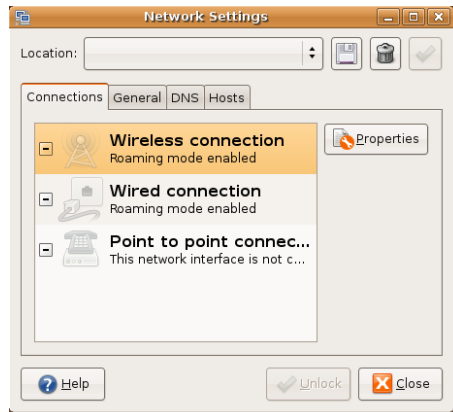 Network Settings
Location:
Connections General DNS Hosts
Wireless connection
Roaming mode enabled
Properties
Wired connection
Roaming mode enabled
Point to point connec...
This network interface is not c...
Help
Unlock
Close